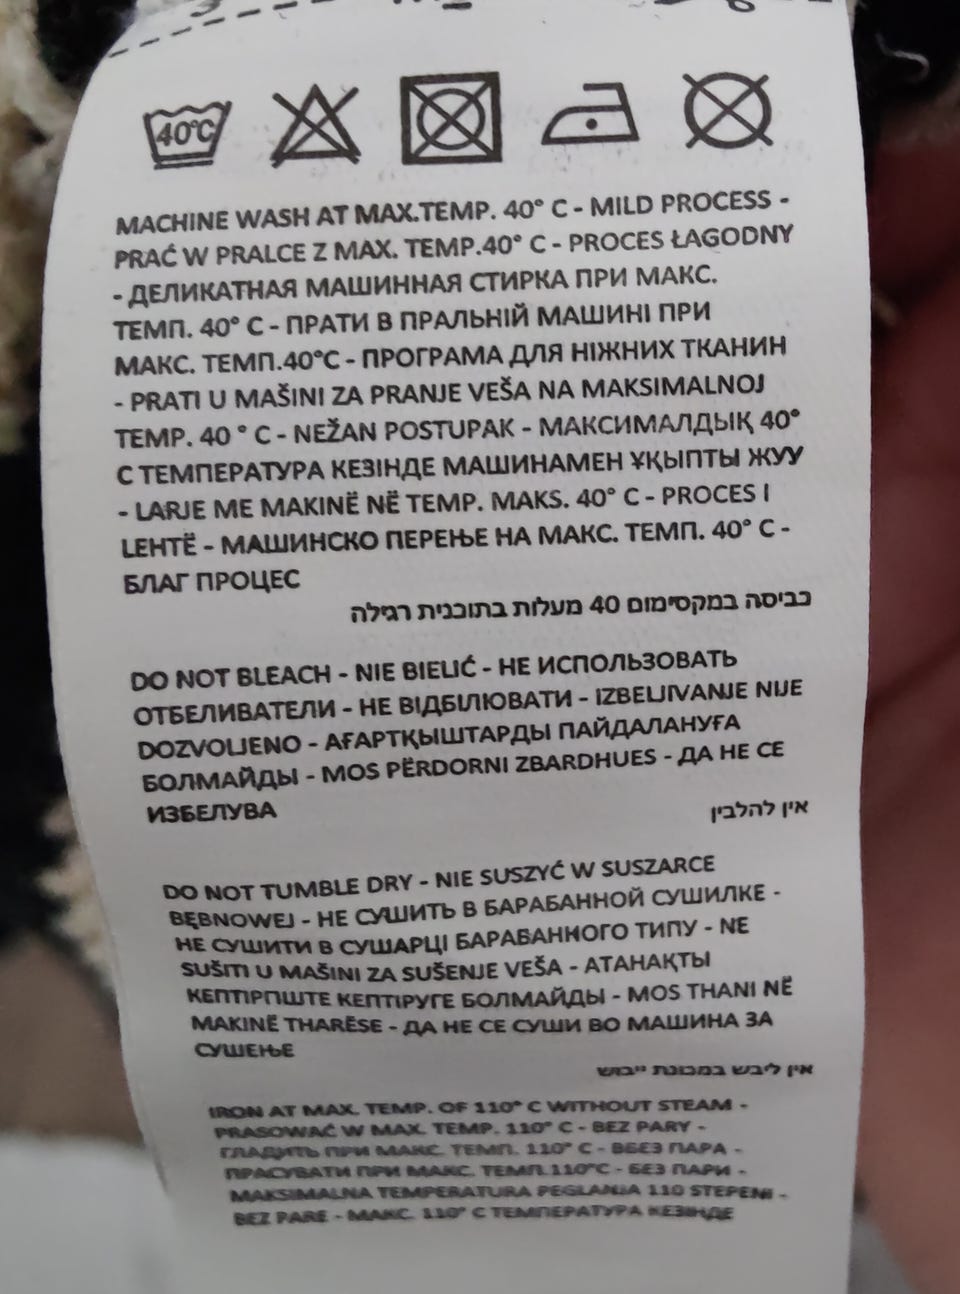 40°C
MACHINE WASH AT MAX.TEMP. 40° C - MILD PROCESS -
PRAĆ W PRALCE Z MAX. TEMP.40° C - PROCES ŁAGODNY
- ДЕЛИКАТНАЯ МАШИННАЯ СТИРКА ПРИ МАКС.
ТЕМП. 40° C - ПРАТИ В ПРАЛЬНІЙ МАШИНІ ПРИ
МАКС. ТЕМП.40°C - ПРОГРАМА ДЛЯ НІЖНИХ ТКАНИН
- PRATI U MAŠINI ZA PRANJE VEŠA NA MAKSIMALNOJ
TEMP. 40 ° C - NEŽAN POSTUPAK - МАКСИМАЛДЫҚ 40°
C ТЕМПЕРАТУРА КЕЗІНДЕ МАШИНАМЕН ҰҚЫПТЫ ЖУУ
- LARJE ME MAKINË NË TEMP. MAKS. 40° C - PROCES I
LEHTË - МАШИНСКО ПЕРЕЊЕ НА МАКС. ТЕМП. 40° C -
БЛАГ ПРОЦЕС
כביסה במקסימום 40 מעלות בתוכנית רגילה
DO NOT BLEACH - NIE BIELIĆ - НЕ ИСПОЛЬЗОВАТЬ
ОТБЕЛИВАТЕЛИ - НЕ ВІДБІЛЮВАТИ - IZBELJIVANJE NIJE
DOZVOLJENO - АҒАРТҚЫШТАРДЫ ПАЙДАЛАНУҒА
БОЛМАЙДЫ - MOS PËRDORNI ZBARDHUES - ДА НЕ СЕ
ИЗБЕЛУВА
אין להלבין
DO NOT TUMBLE DRY - NIE SUSZYĆ W SUSZARCE
BĘBNOWEJ - НЕ СУШИТЬ В БАРАБАННОЙ СУШИЛКЕ -
НЕ СУШИТИ В СУШАРЦІ БАРАБАННОГО ТИПУ - NE
SUŠITI U MAŠINI ZA SUŠENJE VEŠA - АТАНАҚТЫ
КЕПТІРГІШТЕ КЕПТІРУГЕ БОЛМАЙДЫ - MOS THANI NË
MAKINË THARËSE - ДА НЕ СЕ СУШИ ВО МАШИНА ЗА
СУШЕЊЕ
אין ליבש במכונת ייבוש
IRON AT MAX. TEMP. OF 110° C WITHOUT STEAM -
PRASOWAĆ W MAX. TEMP. 110° C - BEZ PARY -
ГЛАДИТЬ ПРИ МАКС. ТЕМП. 110° C - БЕЗ ПАРА -
ПРАСУВАТИ ПРИ МАКС. ТЕМП.110°C - БЕЗ ПАРИ -
MAKSIMALNA TEMPERATURA PEGLANJA 110 STEPENI -
BEZ PARE - МАКС. 110° C ТЕМПЕРАТУРА КЕЗІНДЕ